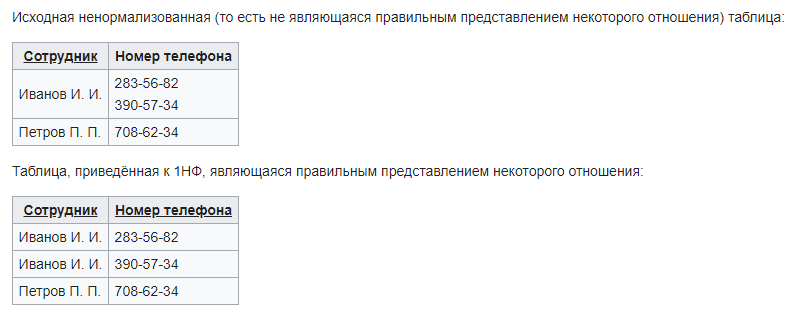 Исходная ненормализованная (то есть не являющаяся правильным представлением некоторого отношения) таблица:
Сотрудник Номер телефона
Иванов И. И. 283-56-82
390-57-34
Петров П. П. 708-62-34
Таблица, приведённая к 1НФ, являющаяся правильным представлением некоторого отношения:
Сотрудник Номер телефона
Иванов И. И. 283-56-82
Иванов И. И. 390-57-34
Петров П. П. 708-62-34